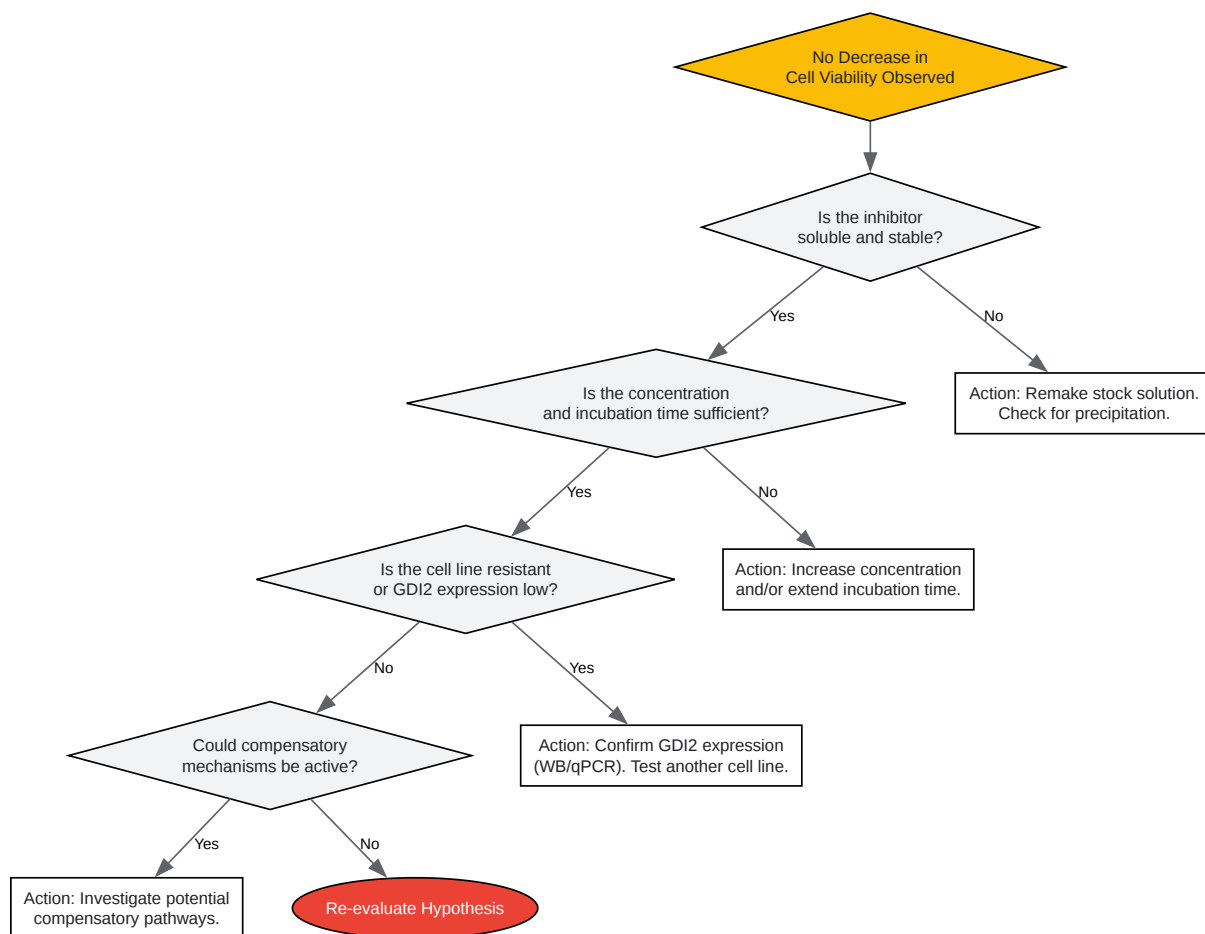 No Decrease in
Cell Viability Observed
Is the inhibitor
soluble and stable?
Yes
No
Is the concentration
and incubation time sufficient?
Action: Remake stock solution.
Check for precipitation.
Yes
No
Is the cell line resistant
or GDI2 expression low?
Action: Increase concentration
and/or extend incubation time.
No
Yes
Could compensatory
mechanisms be active?
Action: Confirm GDI2 expression
(WB/qPCR). Test another cell line.
Yes
No
Action: Investigate potential
compensatory pathways.
Re-evaluate Hypothesis